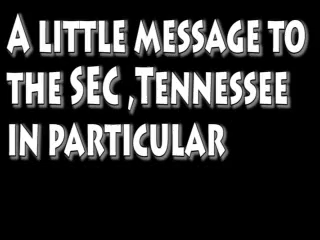 A little message to
the SEC ,Tennessee
in particular